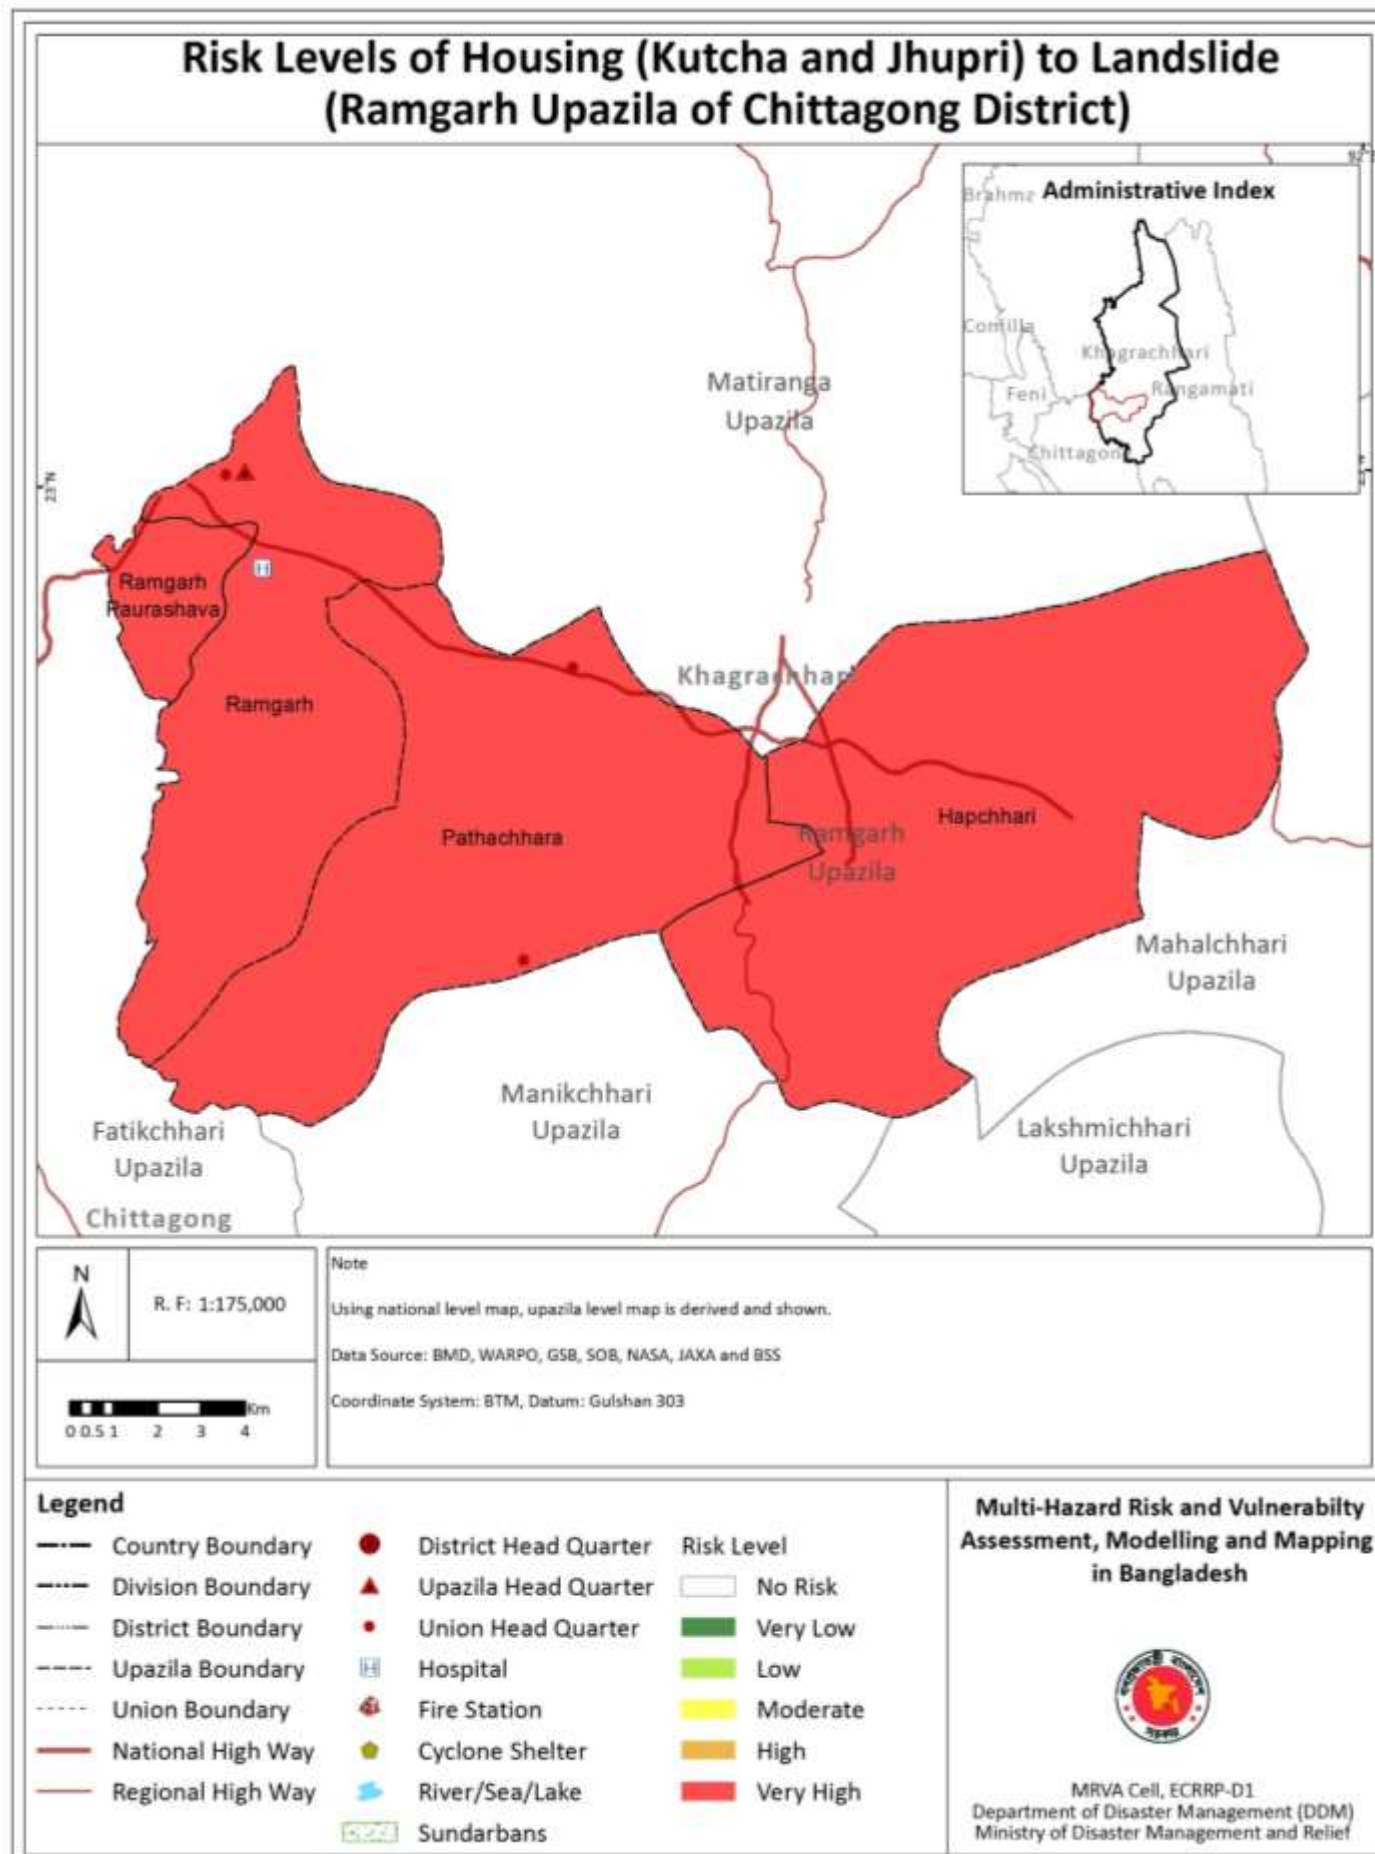 Risk Levels of Housing (Kutcha and Jhupri) to Landslide
(Ramgarh Upazila of Chittagong District)
Administrative Index
Comilla
Khagrachhari
Feni
Rangamati
Matiranga
Upazila
23°N
Ramgarh
Paurashava
Ramgarh
Pathachhara
Hapchhari
Ramgarh
Upazila
Mahalchhari
Upazila
Manikchhari
Upazila
Fatikchhari
Upazila
Chittagong
Lakshmichhari
Upazila
N
R. F: 1:175,000
Km
0 0.5 1 2 3 4
Note
Using national level map, upazila level map is derived and shown.
Data Source: BMD, WARPO, GSB, SOB, NASA, JAXA and BSS
Coordinate System: BTM, Datum: Gulshan 303
Legend
Country Boundary
Division Boundary
District Boundary
Upazila Boundary
Union Boundary
National High Way
Regional High Way
District Head Quarter
Upazila Head Quarter
Union Head Quarter
H Hospital
Fire Station
Cyclone Shelter
River/Sea/Lake
Sundarbans
Risk Level
No Risk
Very Low
Low
Moderate
High
Very High
Multi-Hazard Risk and Vulnerabilty
Assessment, Modelling and Mapping
in Bangladesh
MRVA Cell, ECRRP-D1
Department of Disaster Management (DDM)
Ministry of Disaster Management and Relief